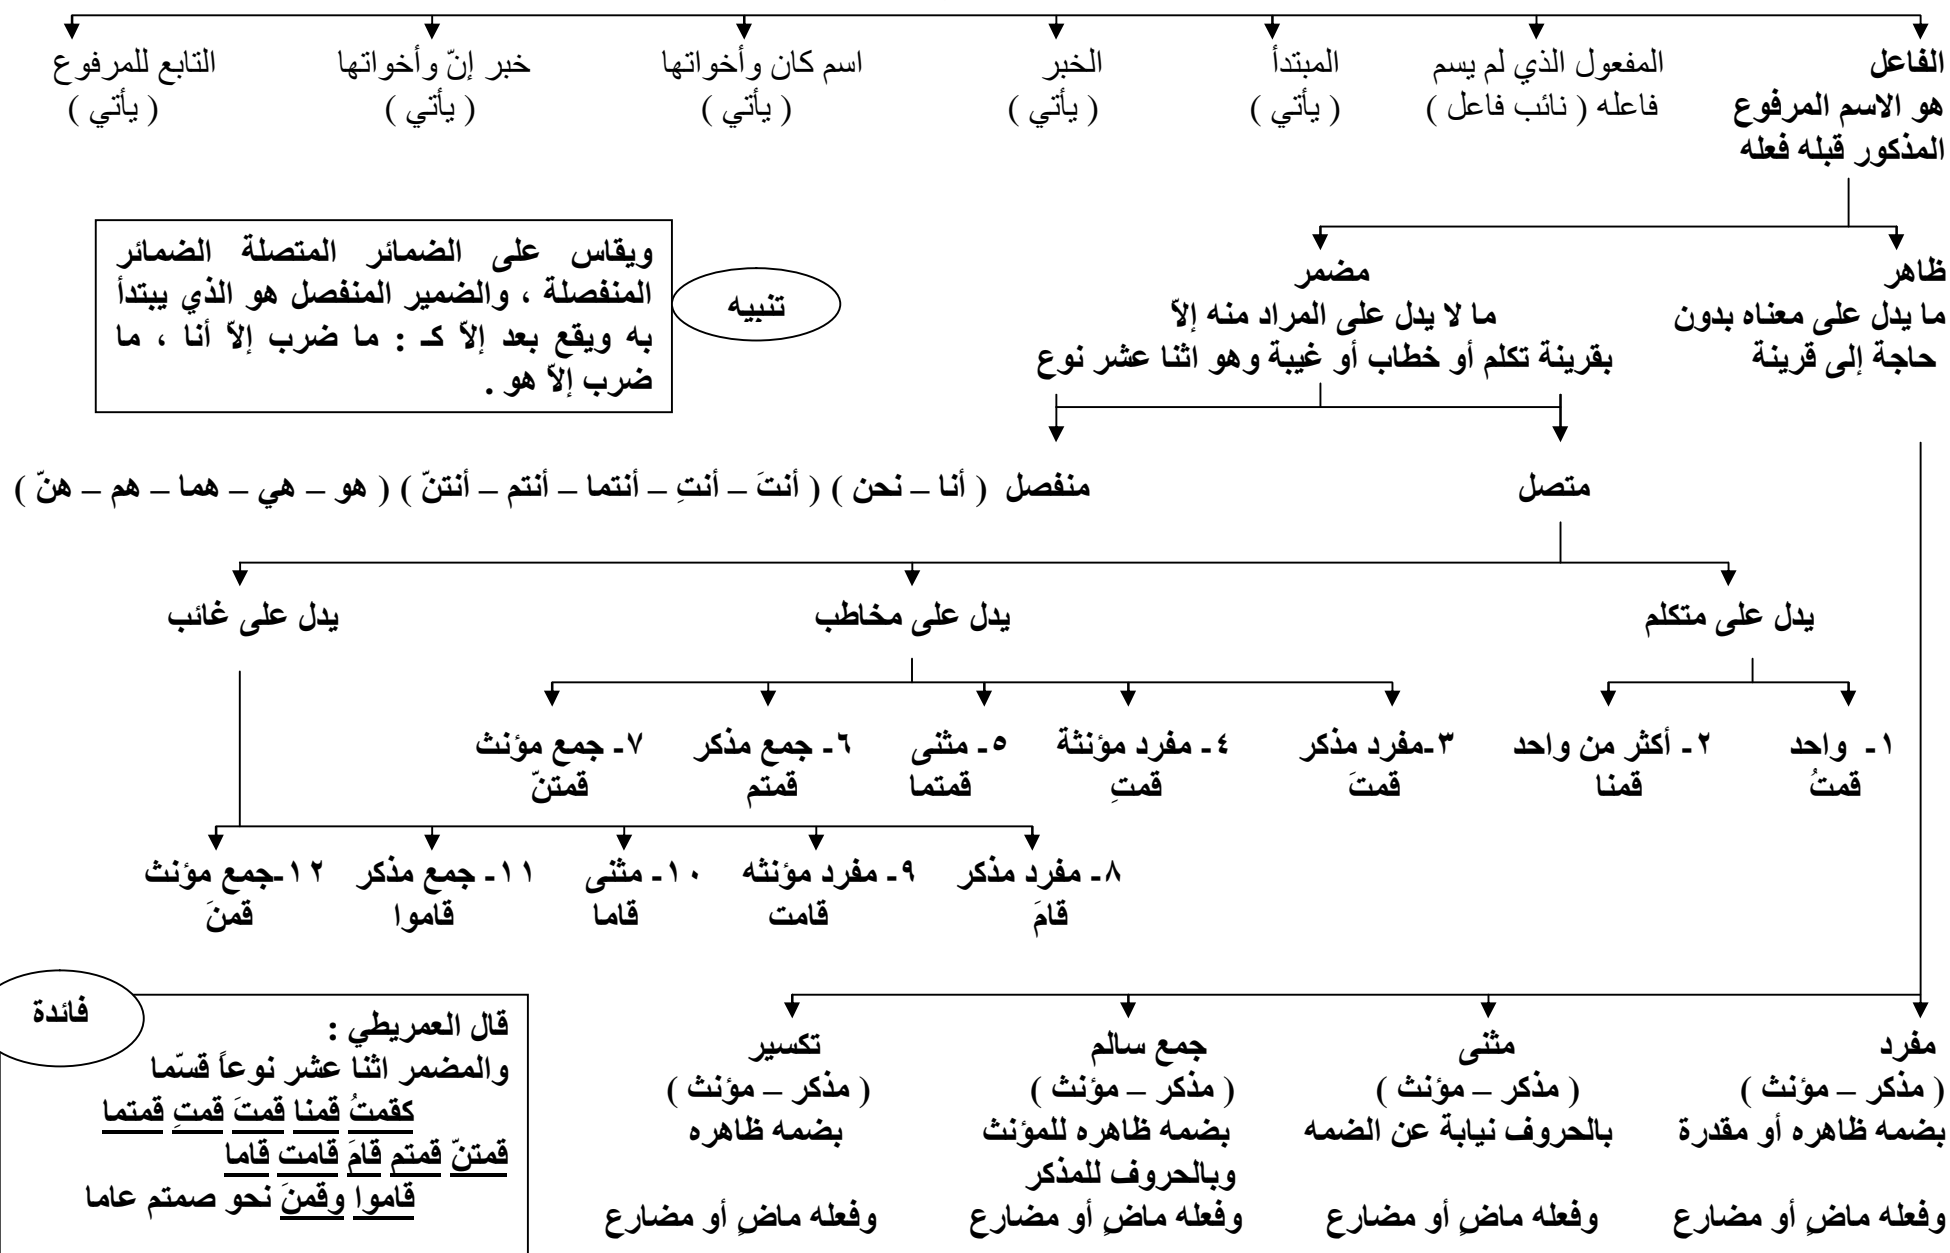 الفاعل
هو الاسم المرفوع
المذكور قبله فعله
المفعول الذي لم يسم
فاعله ( نائب فاعل )
المبتدأ
( يأتي )
الخبر
( يأتي )
اسم كان وأخواتها
( يأتي )
خبر إنّ وأخواتها
( يأتي )
التابع للمرفوع
( يأتي )
ظاهر
ما يدل على معناه بدون
حاجة إلى قرينة
مضمر
ما لا يدل على المراد منه إلاّ
بقرينة تكلم أو خطاب أو غيبة وهو اثنا عشر نوع
تنبيه
ويقاس على الضمائر المتصلة الضمائر
المنفصلة ، والضمير المنفصل هو الذي يبتدأ
به ويقع بعد إلاّ كـ : ما ضرب إلاّ أنا ، ما
ضرب إلاّ هو .
متصل
منفصل ( أنا – نحن ) ( أنتَ – أنتِ – أنتما – أنتم – أنتنّ ) ( هو – هي – هما – هم – هنّ )
يدل على متكلم
يدل على مخاطب
يدل على غائب
١- واحد
قمتُ
٢- أكثر من واحد
قمنا
٣-مفرد مذكر
قمتَ
٤- مفرد مؤنثة
قمتِ
٥- مثنى
قمتما
٦- جمع مذكر
قمتم
٧- جمع مؤنث
قمتنّ
٨- مفرد مذكر
قامَ
٩- مفرد مؤنثه
قامت
١٠- مثنى
قاما
١١- جمع مذكر
قاموا
١٢-جمع مؤنث
قمنَ
مفرد
( مذكر – مؤنث )
بضمه ظاهره أو مقدرة
وفعله ماضٍ أو مضارع
مثنى
( مذكر – مؤنث )
بالحروف نيابة عن الضمه
وفعله ماضٍ أو مضارع
جمع سالم
( مذكر – مؤنث )
بضمه ظاهره للمؤنث
وبالحروف للمذكر
وفعله ماضٍ أو مضارع
تكسير
( مذكر – مؤنث )
بضمه ظاهره
وفعله ماضٍ أو مضارع
فائدة
قال العمريطي :
والمضمر اثنا عشر نوعاً قسّما
كقمتُ قمنا قمتَ قمتِ قمتما
قمتنّ قمتم قامَ قامت قاما
قاموا وقمنَ نحو صمتم عاما